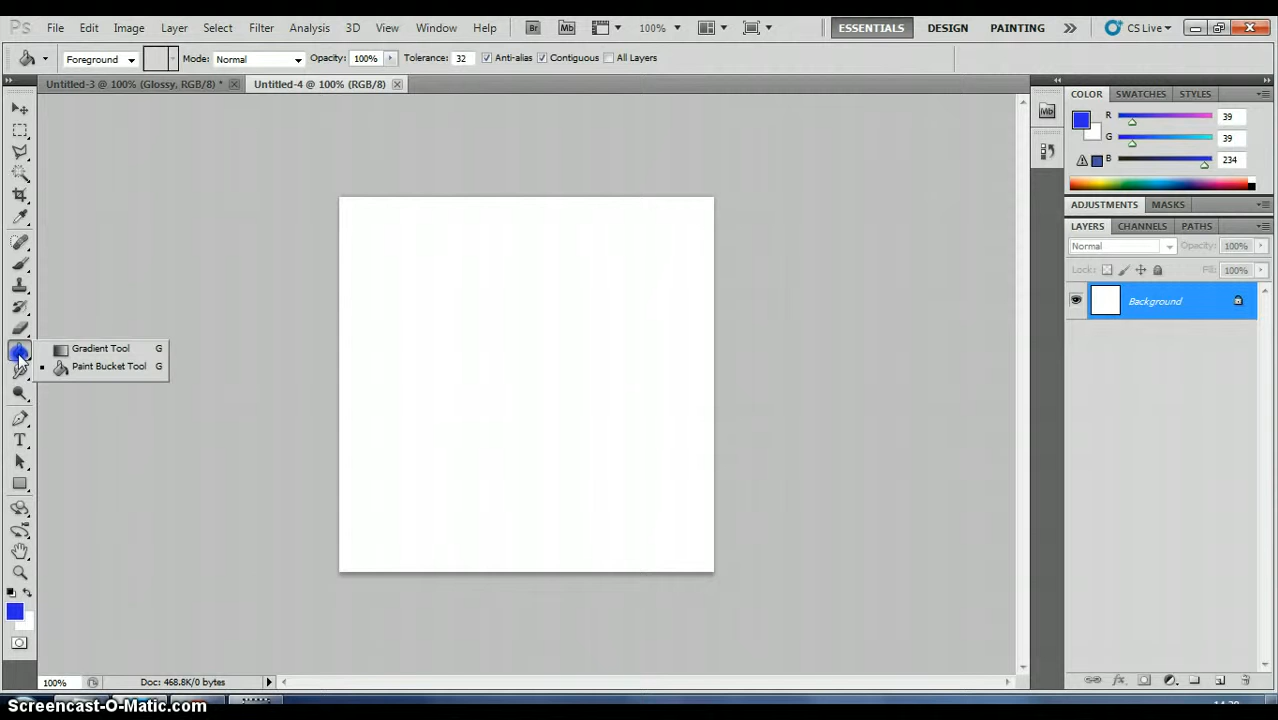 Ps File Edit Image Layer Select Filter Analysis 3D View Window Help Br Mb 100% ESSENTIALS DESIGN PAINTING CS Live
Foreground Mode: Normal Opacity: 100% Tolerance: 32 Anti-alias Contiguous All Layers
Untitled-3 @ 100% (Glossy, RGB/8) * Untitled-4 @ 100% (RGB/8)
COLOR SWATCHES STYLES
Mb
R 39
G 39
B 234
ADJUSTMENTS MASKS
LAYERS CHANNELS PATHS
Normal Opacity: 100%
Lock: Fill: 100%
Background
Gradient Tool G
Paint Bucket Tool G
T
100% Doc: 468.8K/0 bytes
Screencast-O-Matic.com